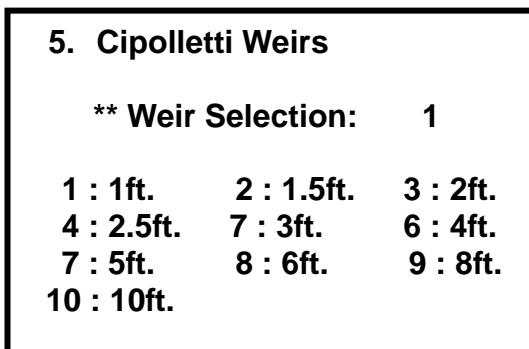 5. Cipolletti Weirs
** Weir Selection: 1
1 : 1ft. 2 : 1.5ft. 3 : 2ft.
4 : 2.5ft. 7 : 3ft. 6 : 4ft.
7 : 5ft. 8 : 6ft. 9 : 8ft.
10 : 10ft.